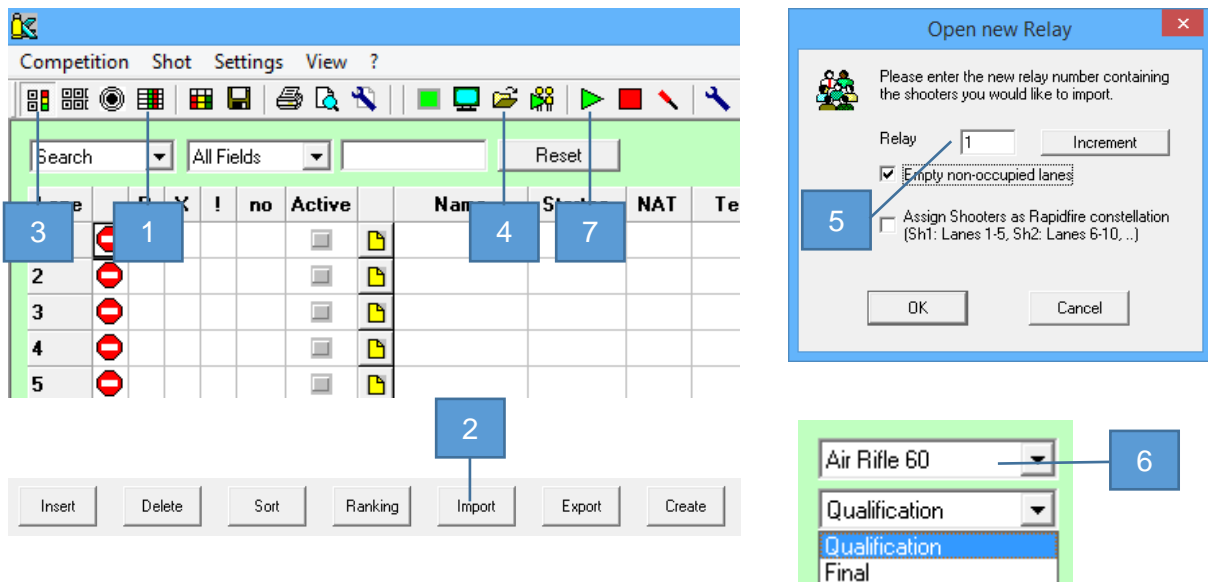 Competition Shot Settings View ?
Search All Fields Reset
! no Active NAT Te
3 1 4 7
2
3
4
5
2
Insert Delete Sort Ranking Import Export Create
Open new Relay
Please enter the new relay number containing
the shooters you would like to import.
Relay 1 Increment
Empty non-occupied lanes
5
Assign Shooters as Rapidfire constellation
(Sh1: Lanes 1-5, Sh2: Lanes 6-10, ..)
OK Cancel
Air Rifle 60
6
Qualification
Qualification
Final